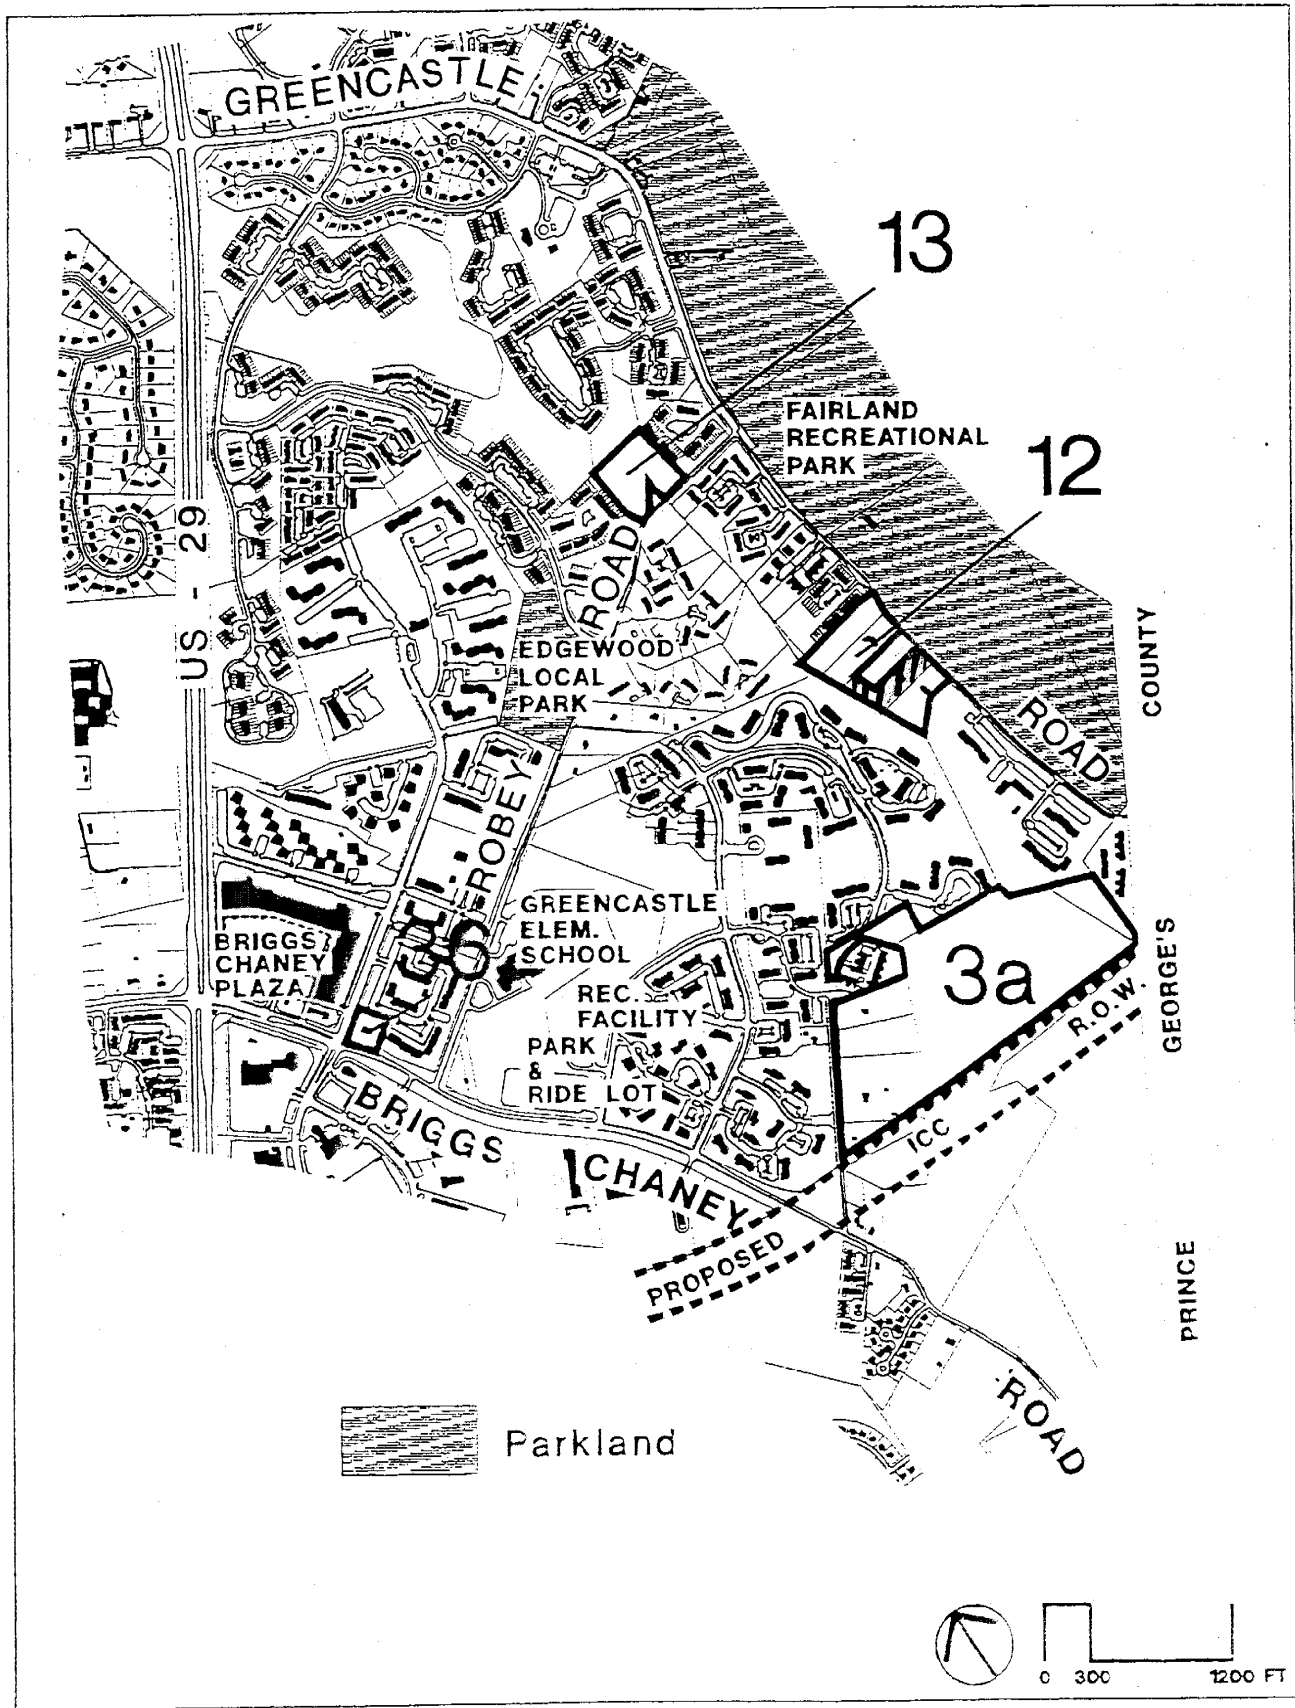 GREENCASTLE
13
FAIRLAND
RECREATIONAL
PARK
12
US - 29
ROAD
EDGEWOOD
LOCAL
PARK
COUNTY
ROAD
ROBEY
GREENCASTLE
ELEM.
SCHOOL
36
BRIGGS
CHANEY
PLAZA
3a
REC.
FACILITY
PARK
&
RIDE LOT
GEORGE'S
R.O.W.
ICC
BRIGGS
CHANEY
PROPOSED
PRINCE
ROAD
Parkland
0 300 1200 FT